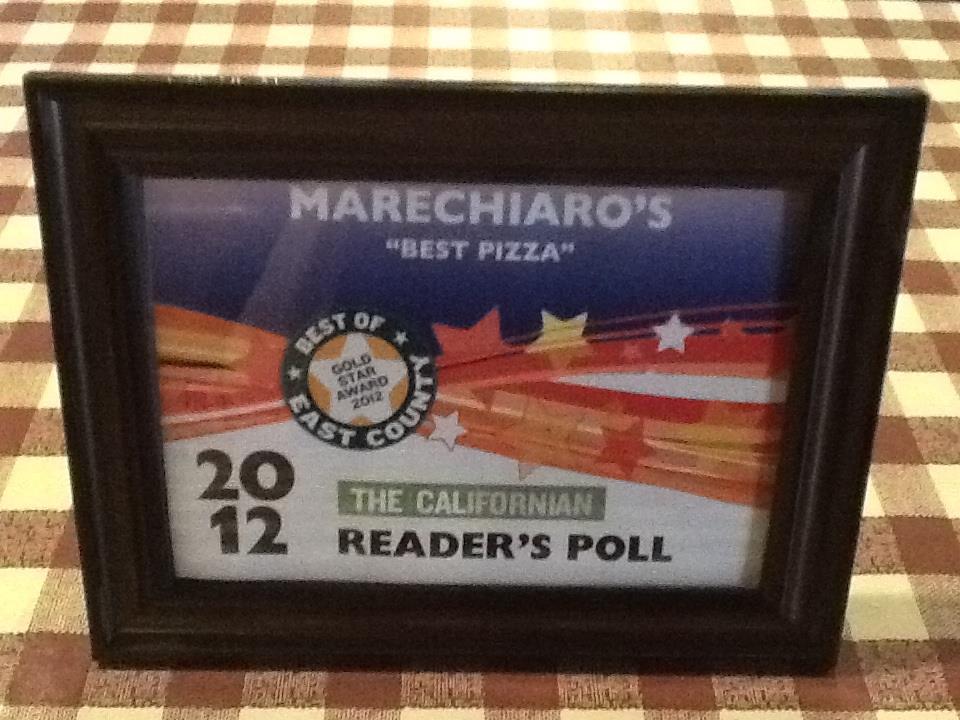 MARECHIARO'S
"BEST PIZZA"
BEST OF
GOLD
STAR
AWARD
2012
EAST COUNTY
20
12
THE CALIFORNIAN
READER'S POLL